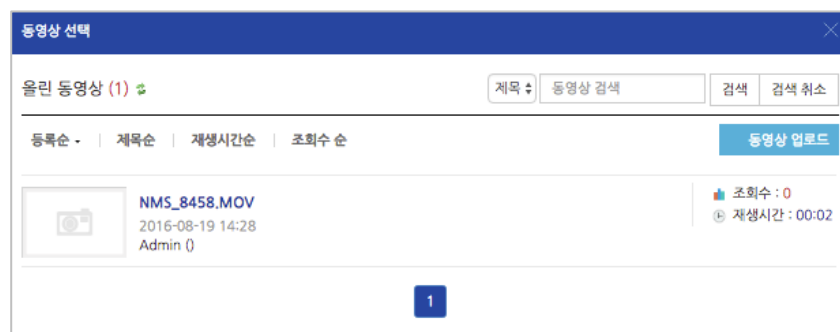 동영상 선택
올린 동영상 (1)
제목 동영상 검색 검색 검색 취소
등록순 제목순 재생시간순 조회수 순
동영상 업로드
NMS_8458.MOV
2016-08-19 14:28
Admin ()
조회수 : 0
재생시간 : 00:02
1